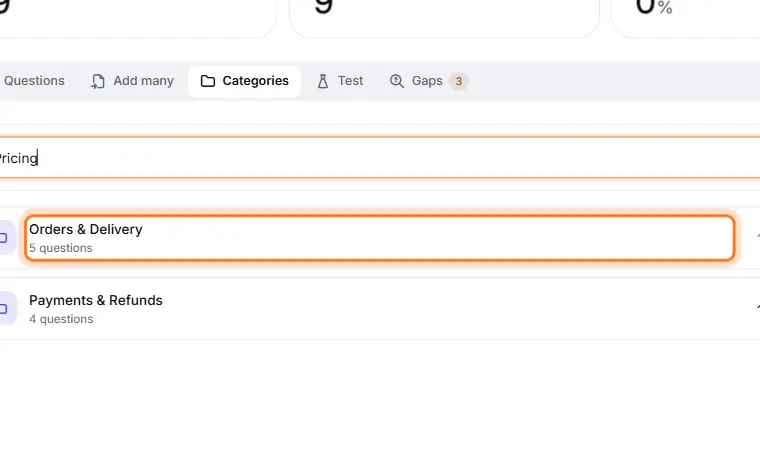 9
9
0%
Questions
Add many
Categories
Test
Gaps 3
Pricing
Orders & Delivery
5 questions
Payments & Refunds
4 questions